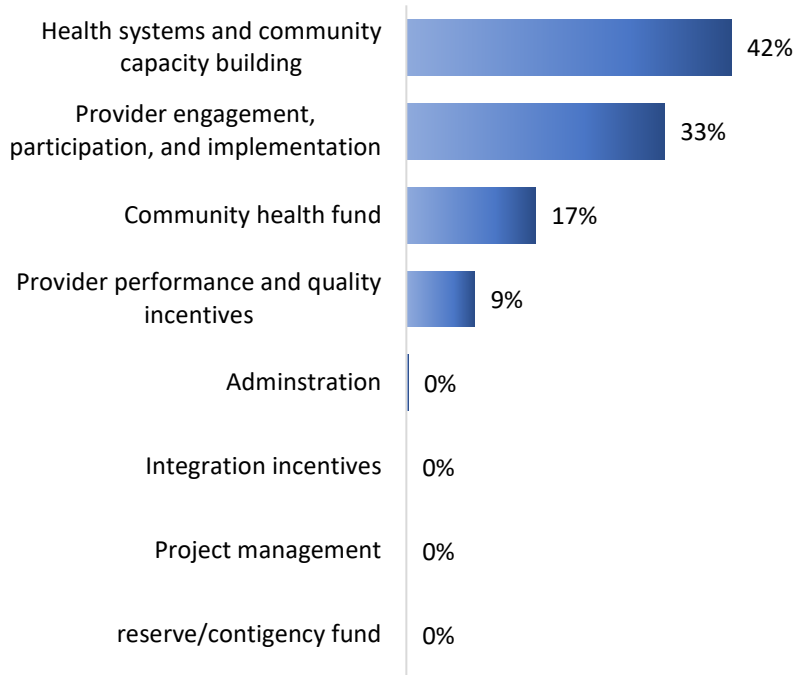 Health systems and community
capacity building
42%
Provider engagement,
participation, and implementation
33%
Community health fund
17%
Provider performance and quality
incentives
9%
Adminstration
0%
Integration incentives
0%
Project management
0%
reserve/contigency fund
0%